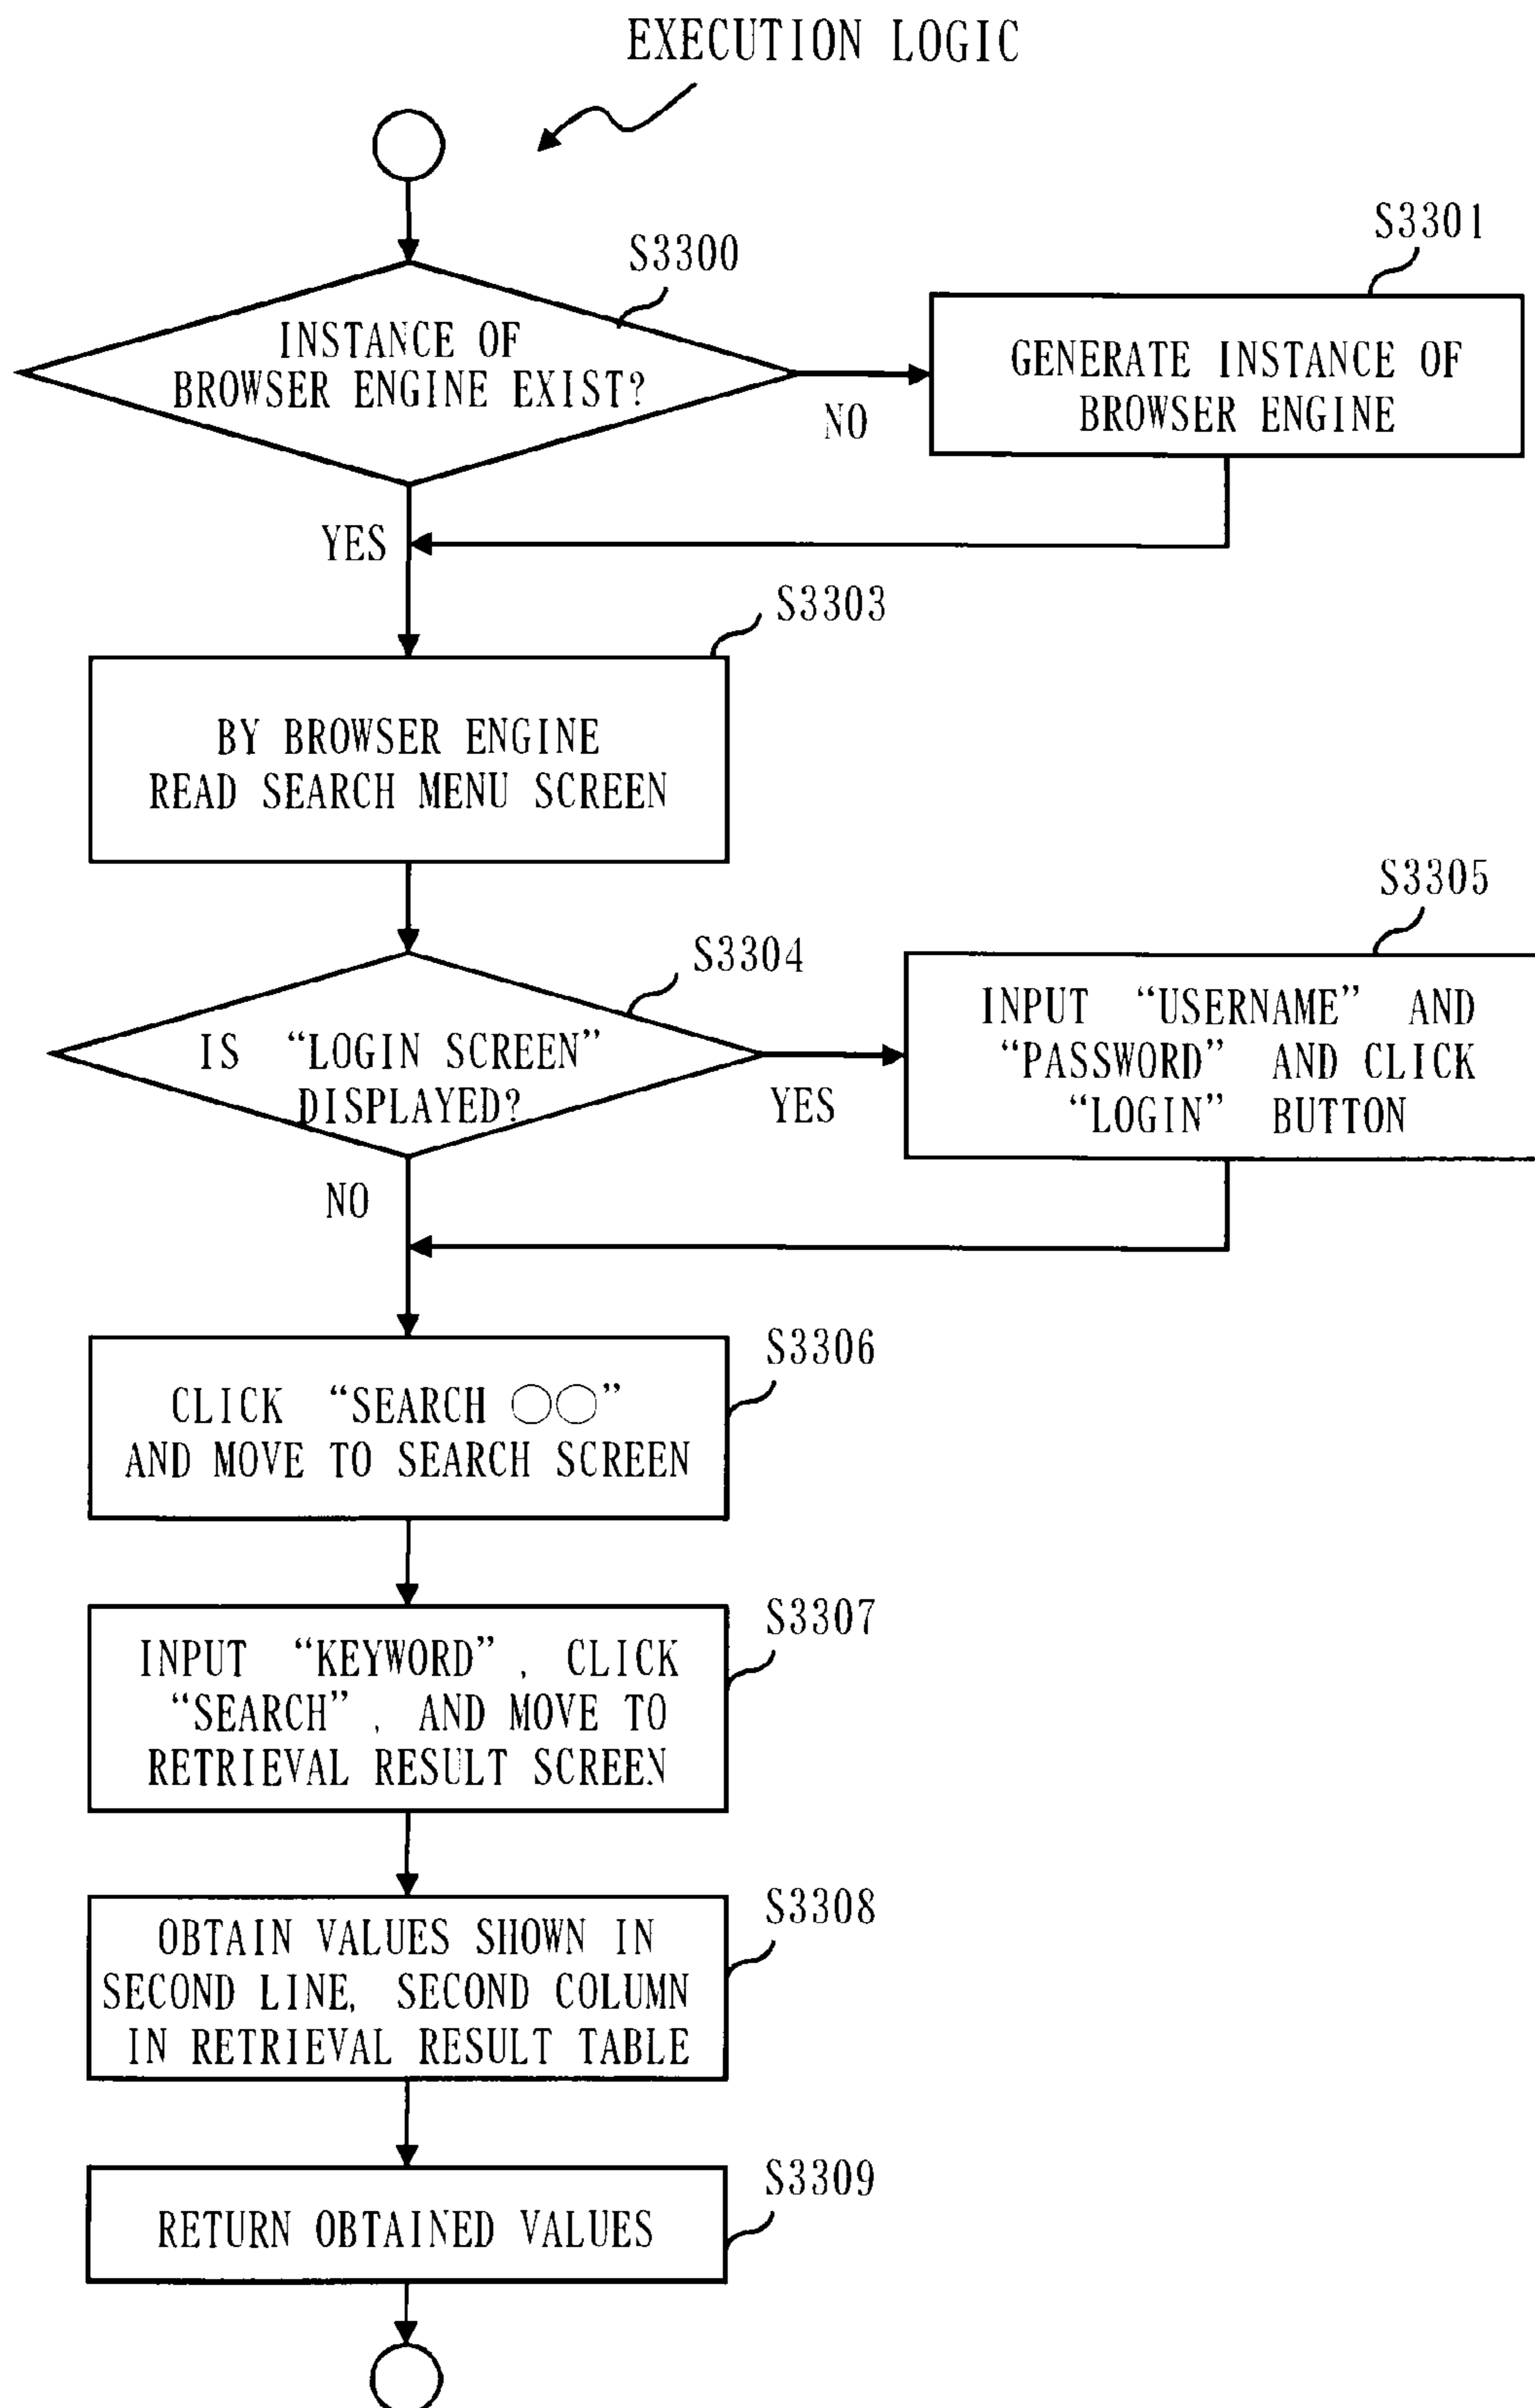 EXECUTION LOGIC
S3300
S3301
INSTANCE OF
BROWSER ENGINE EXIST?
GENERATE INSTANCE OF
BROWSER ENGINE
NO
YES
S3303
BY BROWSER ENGINE
READ SEARCH MENU SCREEN
S3304
S3305
IS “LOGIN SCREEN”
DISPLAYED?
INPUT “USERNAME” AND
“PASSWORD” AND CLICK
“LOGIN” BUTTON
YES
NO
S3306
CLICK “SEARCH ○○”
AND MOVE TO SEARCH SCREEN
S3307
INPUT “KEYWORD”, CLICK
“SEARCH”, AND MOVE TO
RETRIEVAL RESULT SCREEN
S3308
OBTAIN VALUES SHOWN IN
SECOND LINE, SECOND COLUMN
IN RETRIEVAL RESULT TABLE
S3309
RETURN OBTAINED VALUES